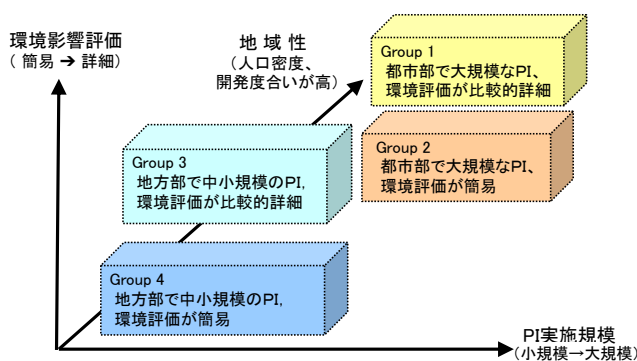 環境影響評価
( 簡易 ➔ 詳細)
地 域 性
(人口密度、
開発度合いが高)
Group 1
都市部で大規模なPI、
環境評価が比較的詳細
Group 2
都市部で大規模なPI、
環境評価が簡易
Group 3
地方部で中小規模のPI,
環境評価が比較的詳細
Group 4
地方部で中小規模のPI,
環境評価が簡易
PI実施規模
(小規模→大規模)